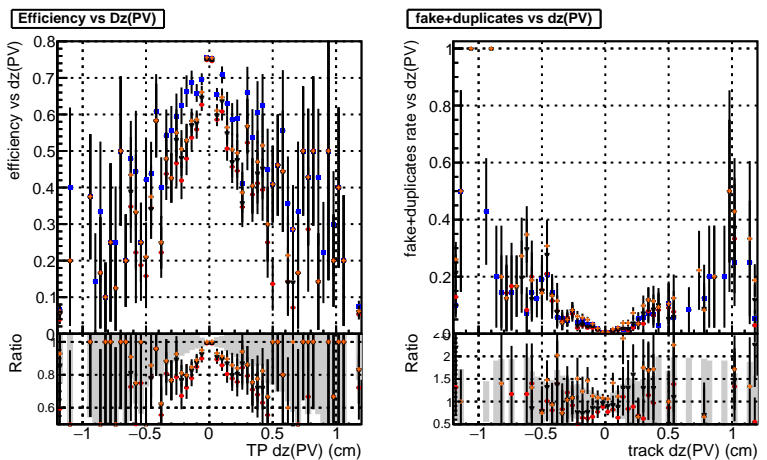 Efficiency vs Dz(PV)
efficiency vs dz(PV)
0.8
0.7
0.6
0.5
0.4
0.3
0.2
0.1
0
Ratio
1
0.8
0.6
−1 −0.5 0 0.5 1
TP dz(PV) (cm)
fake+duplicates vs dz(PV)
fake+duplicates rate vs dz(PV)
1
0.8
0.6
0.4
0.2
Ratio
2
1.5
1
0.5
−1 −0.5 0 0.5 1
track dz(PV) (cm)